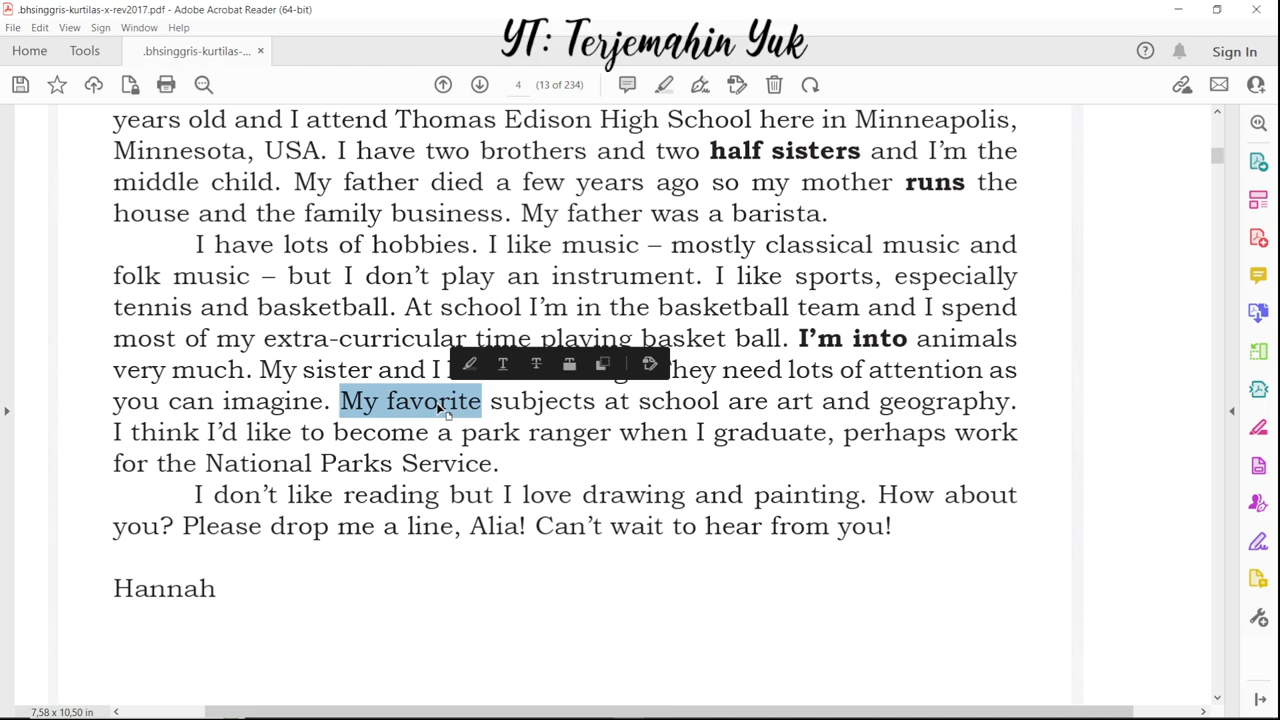 .bhsinggris-kurtilas-x-rev2017.pdf - Adobe Acrobat Reader (64-bit)
File Edit View Sign Window Help
YT: Terjemahin Yuk
Home Tools .bhsinggris-kurtilas-... × Sign In
4 (13 of 234)
years old and I attend Thomas Edison High School here in Minneapolis,
Minnesota, USA. I have two brothers and two half sisters and I’m the
middle child. My father died a few years ago so my mother runs the
house and the family business. My father was a barista.
I have lots of hobbies. I like music – mostly classical music and
folk music – but I don’t play an instrument. I like sports, especially
tennis and basketball. At school I’m in the basketball team and I spend
most of my extra-curricular time playing basket ball. I’m into animals
very much. My sister and I They need lots of attention as
you can imagine. My favorite subjects at school are art and geography.
I think I’d like to become a park ranger when I graduate, perhaps work
for the National Parks Service.
I don’t like reading but I love drawing and painting. How about
you? Please drop me a line, Alia! Can’t wait to hear from you!
Hannah
7,58 x 10,50 in